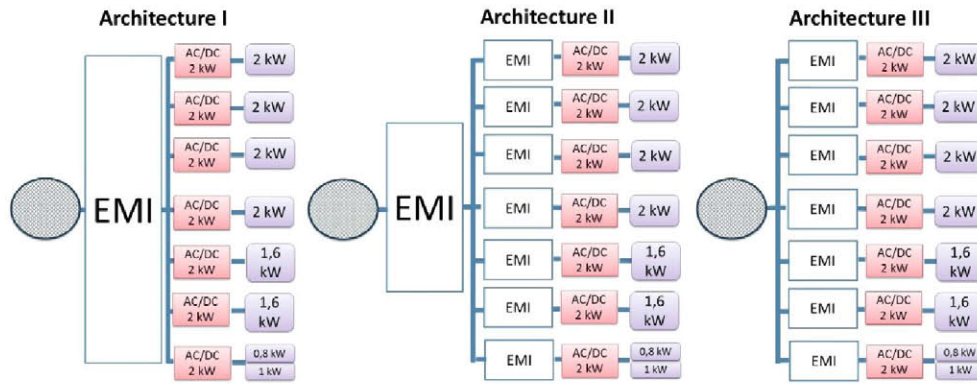 Architecture I
EMI
AC/DC
2 kW
2 kW
AC/DC
2 kW
2 kW
AC/DC
2 kW
2 kW
AC/DC
2 kW
2 kW
AC/DC
2 kW
1,6
kW
AC/DC
2 kW
1,6
kW
AC/DC
2 kW
0,8 kW
1 kW
Architecture II
EMI
EMI
AC/DC
2 kW
2 kW
EMI
AC/DC
2 kW
2 kW
EMI
AC/DC
2 kW
2 kW
EMI
AC/DC
2 kW
2 kW
EMI
AC/DC
2 kW
1,6
kW
EMI
AC/DC
2 kW
1,6
kW
EMI
AC/DC
2 kW
0,8 kW
1 kW
Architecture III
EMI
AC/DC
2 kW
2 kW
EMI
AC/DC
2 kW
2 kW
EMI
AC/DC
2 kW
2 kW
EMI
AC/DC
2 kW
2 kW
EMI
AC/DC
2 kW
1,6
kW
EMI
AC/DC
2 kW
1,6
kW
EMI
AC/DC
2 kW
0,8 kW
1 kW